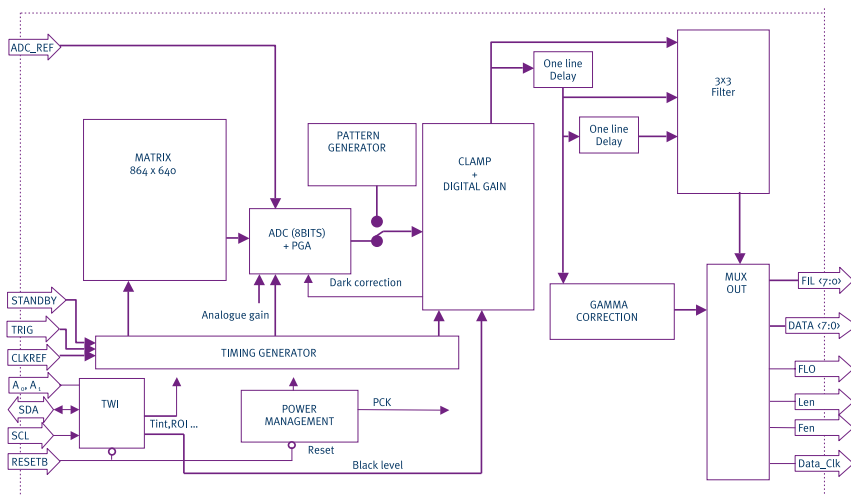 ADC_REF
One line
Delay
3x3
Filter
PATTERN
GENERATOR
One line
Delay
MATRIX
864 x 640
CLAMP
+
DIGITAL GAIN
ADC (8BITS)
+ PGA
Dark correction
MUX
OUT
FIL <7:0>
STANDBY
Analogue gain
GAMMA
CORRECTION
DATA <7:0>
TRIG
CLKREF
TIMING GENERATOR
FLO
A0, A1
TWI
POWER
MANAGEMENT
PCK
Len
SDA
Tint,ROI ...
Fen
SCL
Reset
RESETB
Black level
Data_Clk